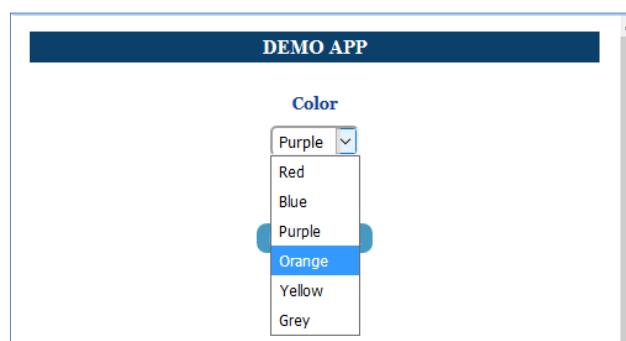 DEMO APP
Color
Purple
Red
Blue
Purple
Orange
Yellow
Grey